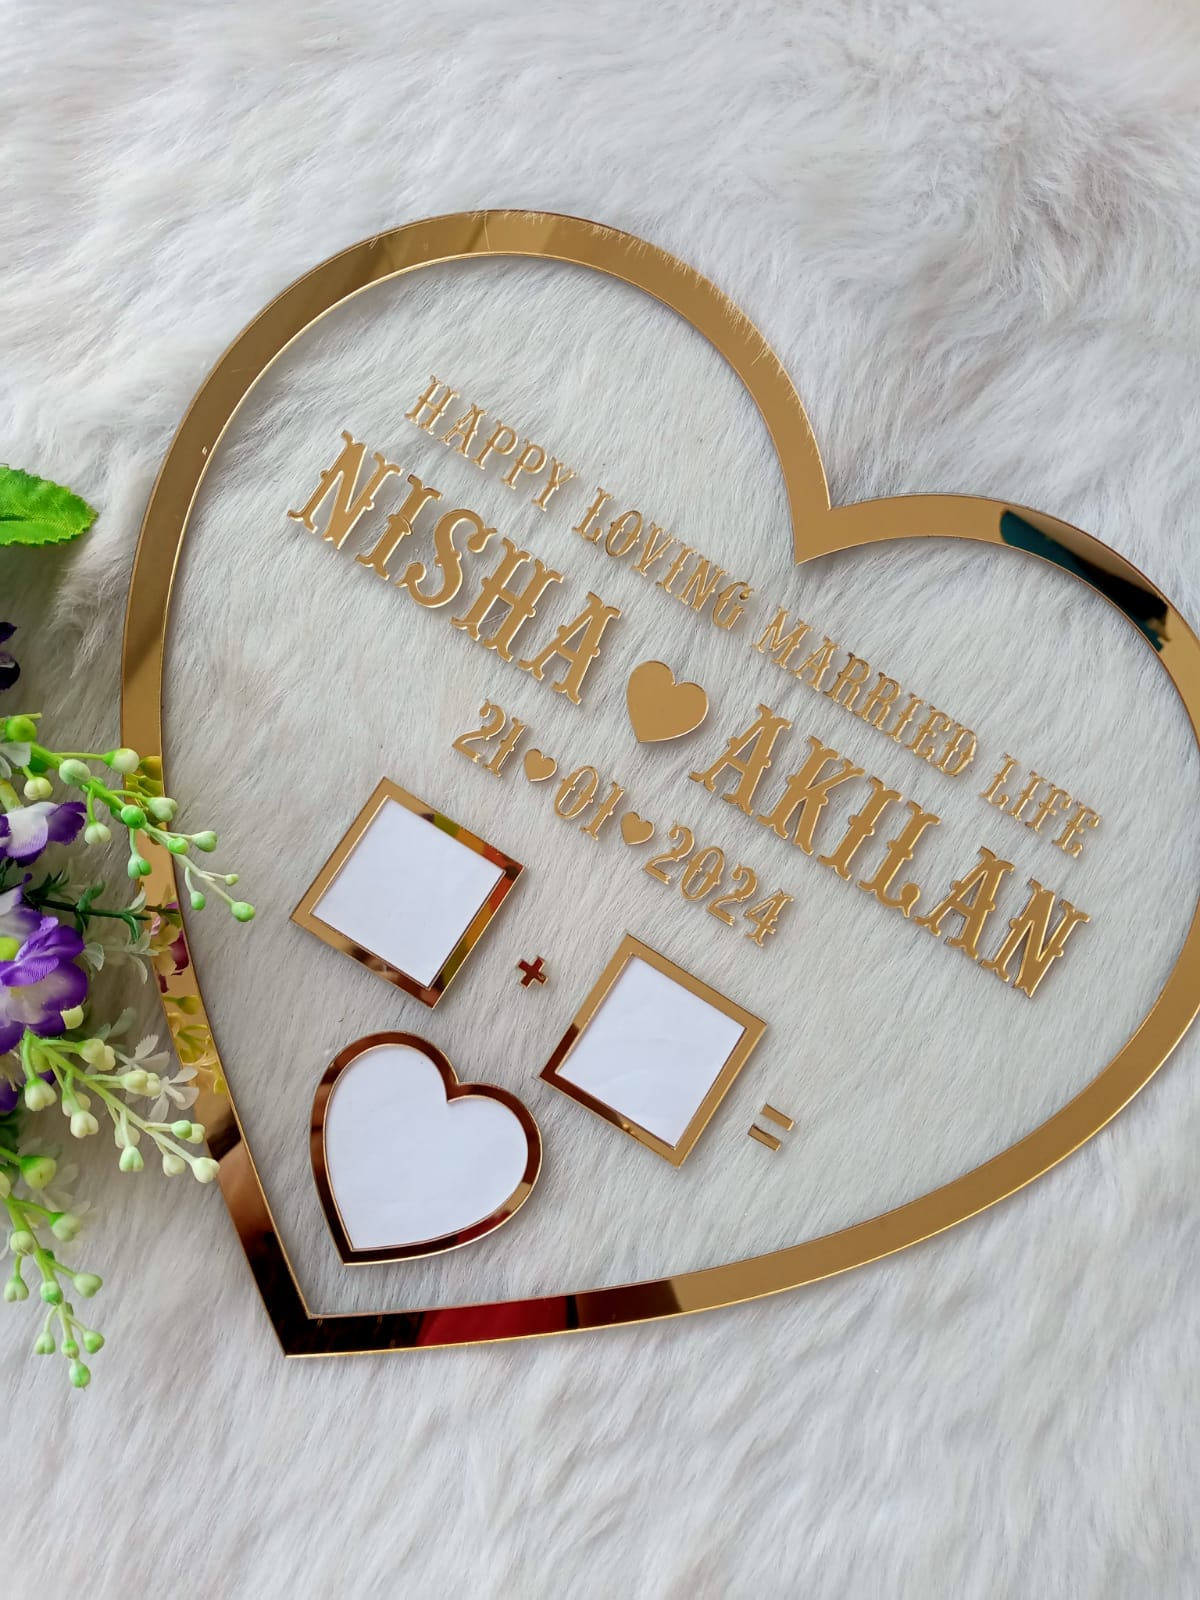 HAPPY LOVING MARRIED LIFE
NISHA ♥ AKILAN
21♥01♥2024
+ =